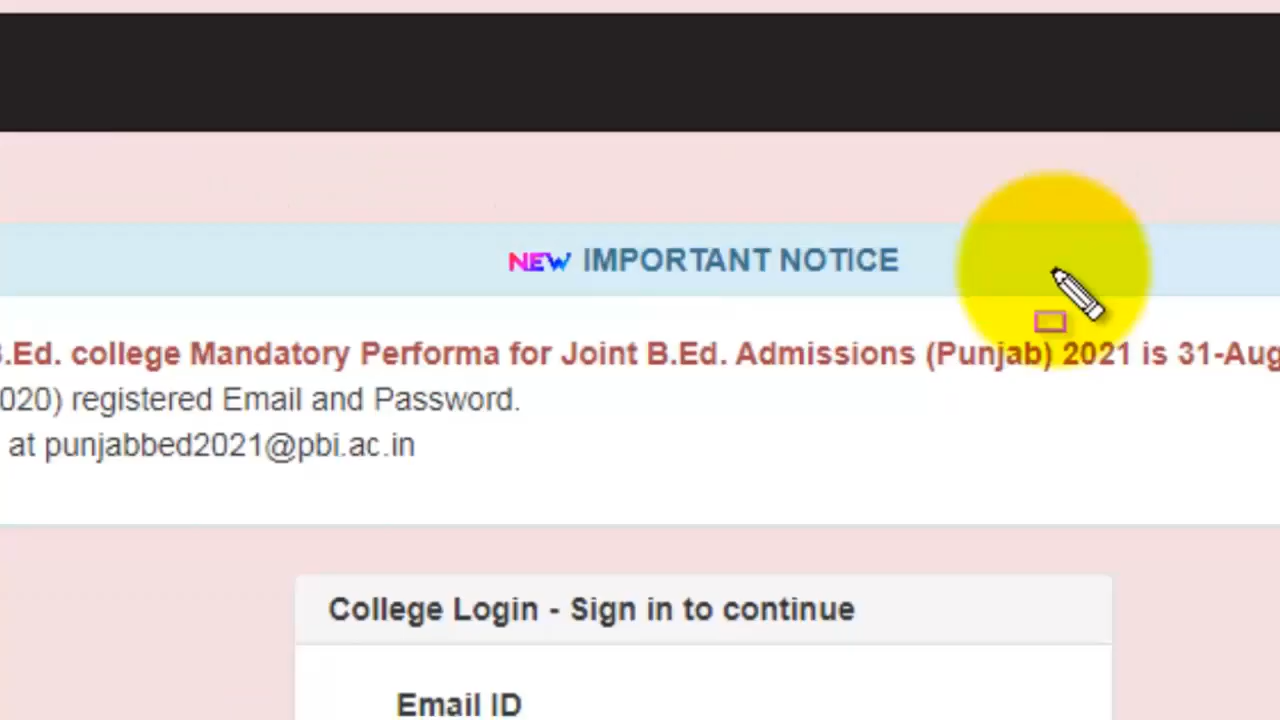 NEW IMPORTANT NOTICE
B.Ed. college Mandatory Performa for Joint B.Ed. Admissions (Punjab) 2021 is 31-Aug
020) registered Email and Password.
at punjabbed2021@pbi.ac.in
College Login - Sign in to continue
Email ID